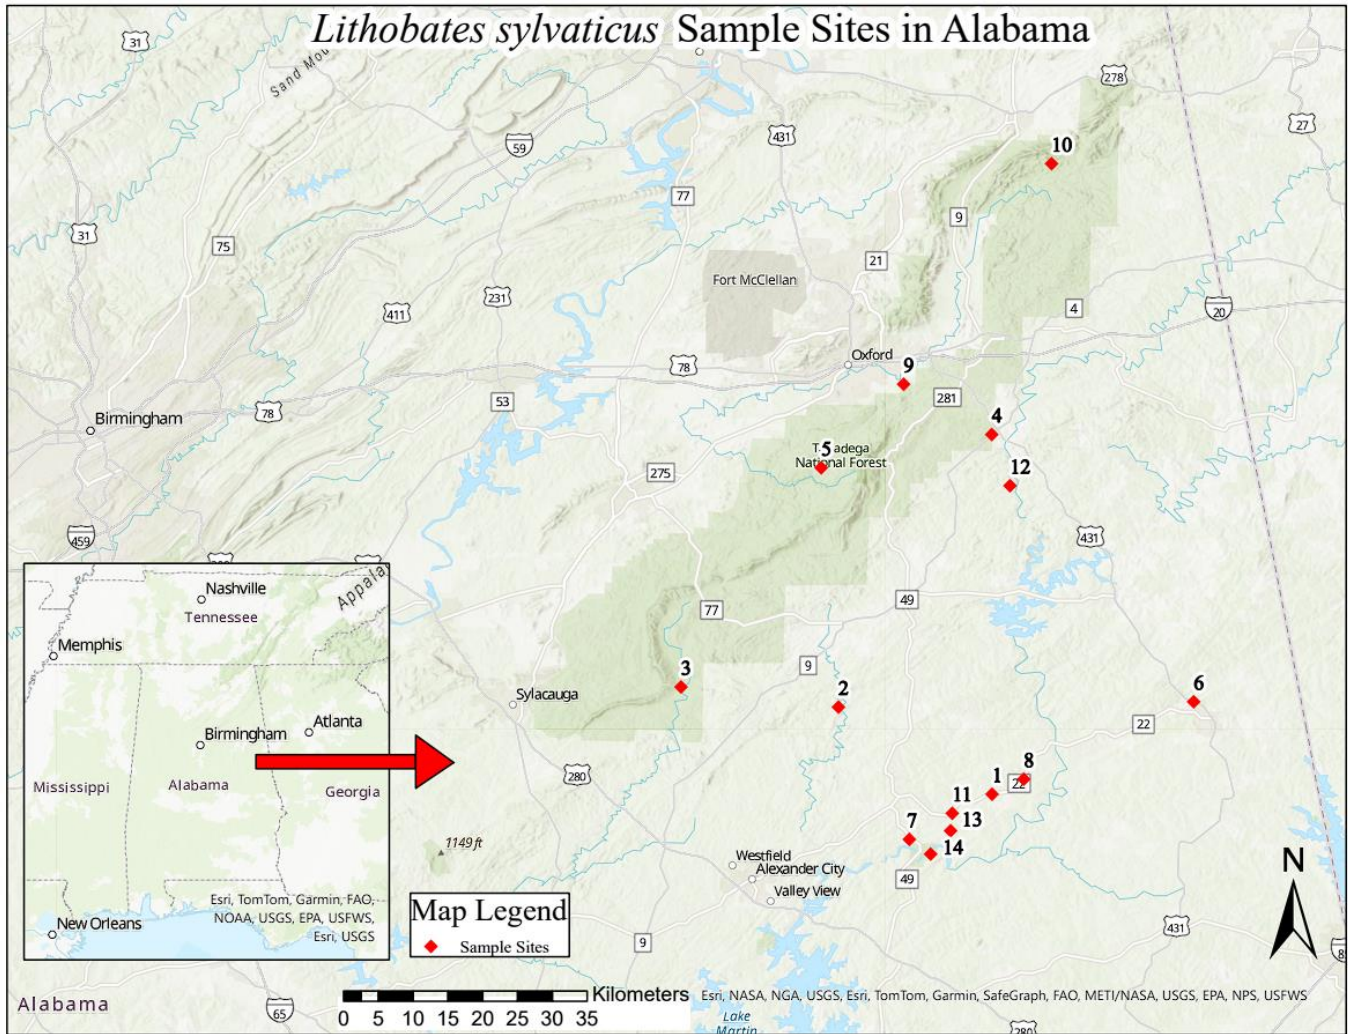 Lithobates sylvaticus Sample Sites in Alabama
31
Sand Mou
278
59
431
27
10
77
31
75
9
21
Fort McClellan
231
411
4
20
78
Oxford
9
53
281
78
Birmingham
4
5
T adega
National Forest
275
12
459
431
Appala
Nashville
Tennessee
Memphis
77
49
9
3
Sylacauga
2
6
22
Birmingham
Atlanta
Mississippi
Alabama
Georgia
280
8
22
1
11
13
7
14
1149 ft
Westfield
Alexander City
Valley View
49
N
Esri, TomTom, Garmin, FAO,
NOAA, USGS, EPA, USFWS,
Esri, USGS
New Orleans
Map Legend
Sample Sites
9
431
Alabama
65
Kilometers
0 5 10 15 20 25 30 35
Esri, NASA, NGA, USGS, Esri, TomTom, Garmin, SafeGraph, FAO, METI/NASA, USGS, EPA, NPS, USFWS
Lake
Martin
280